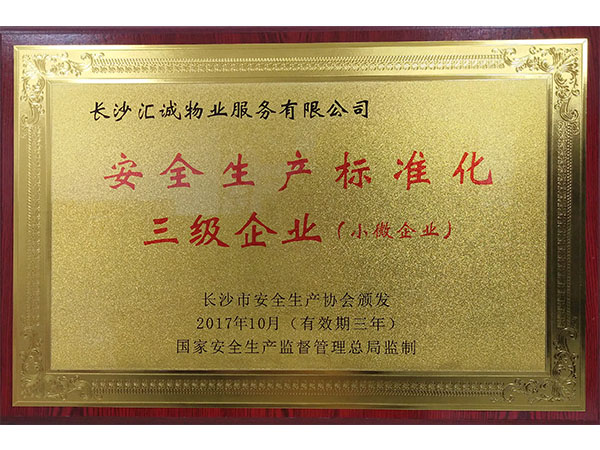 长沙汇诚物业服务有限公司
安全生产标准化
三级企业（小微企业）
长沙市安全生产协会颁发
2017年10月（有效期三年）
国家安全生产监督管理总局监制